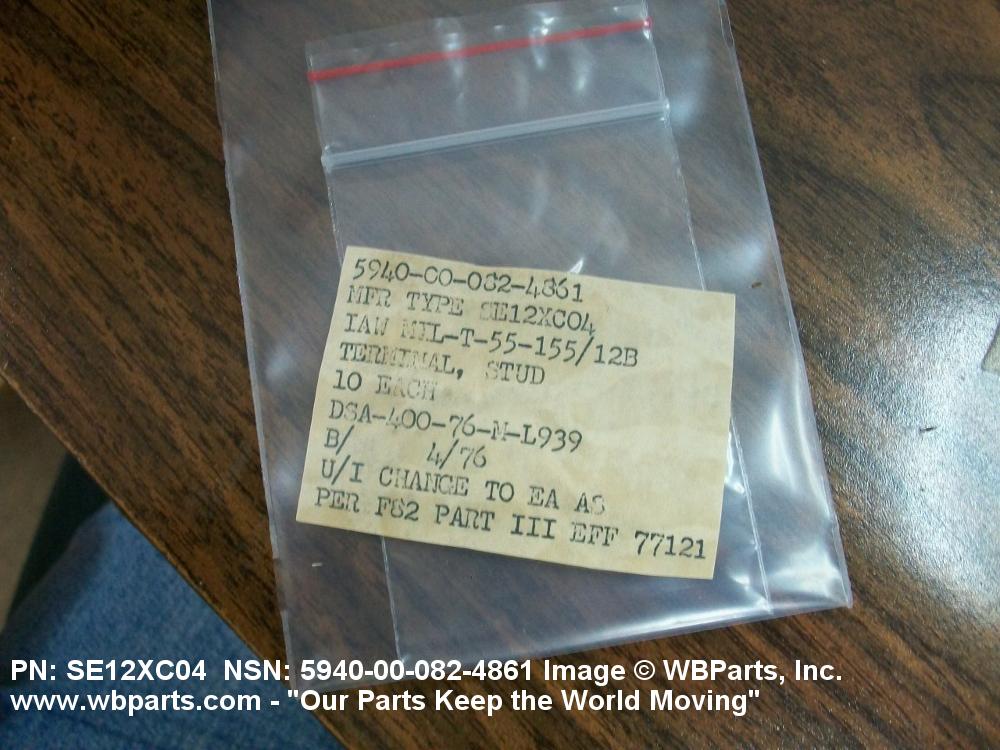 5940-00-082-4861
MFR TYPE SE12XC04
IAW MIL-T-55-155/12B
TERMINAL, STUD
10 EACH
DSA-400-76-M-L939
B/ 4/76
U/I CHANGE TO EA AS
PER FS2 PART III EFF 77121
PN: SE12XC04 NSN: 5940-00-082-4861 Image © WBParts, Inc.
www.wbparts.com - "Our Parts Keep the World Moving"